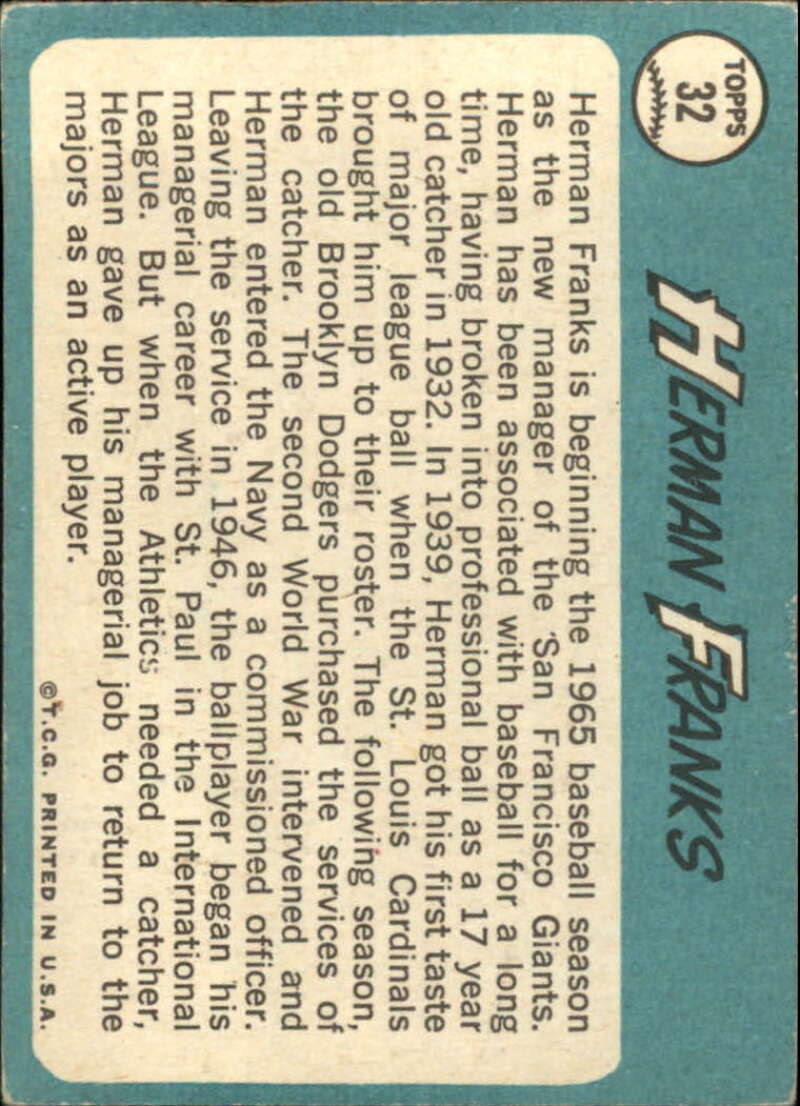 TOPPS
32
HERMAN FRANKS
Herman Franks is beginning the 1965 baseball season
as the new manager of the San Francisco Giants.
Herman has been associated with baseball for a long
time, having broken into professional ball as a 17 year
old catcher in 1932. In 1939, Herman got his first taste
of major league ball when the St. Louis Cardinals
brought him up to their roster. The following season,
the old Brooklyn Dodgers purchased the services of
the catcher. The second World War intervened and
Herman entered the Navy as a commissioned officer.
Leaving the service in 1946, the ballplayer began his
managerial career with St. Paul in the International
League. But when the Athletics needed a catcher,
Herman gave up his managerial job to return to the
majors as an active player.
©T.C.G. PRINTED IN U.S.A.